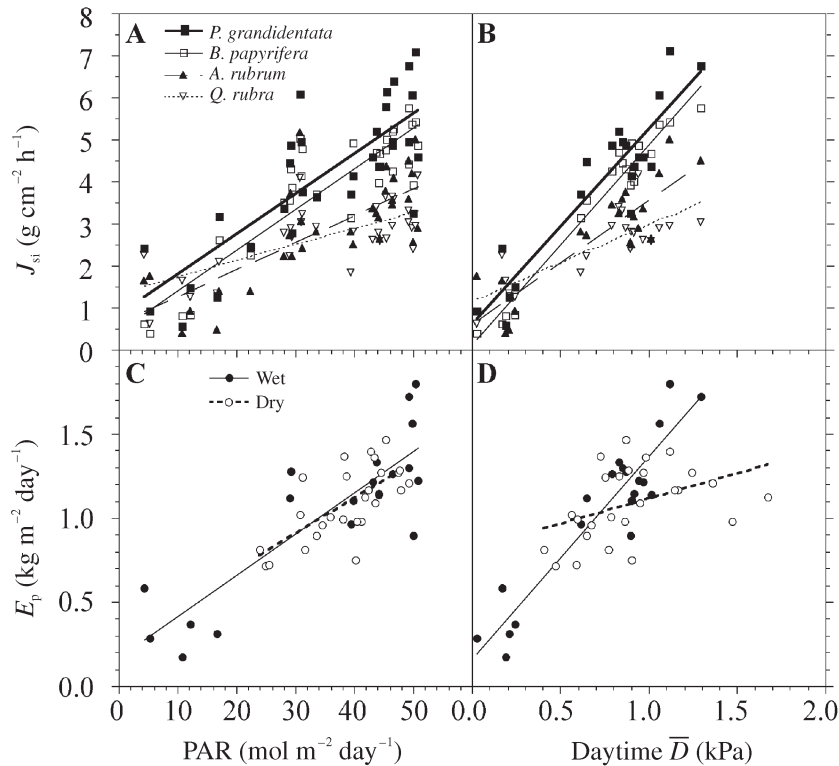 A
P. grandidentata
B. papyrifera
A. rubrum
Q. rubra
B
8
7
6
5
4
3
2
1
0
J_si (g cm⁻² h⁻¹)
C
Wet
Dry
D
1.5
1.0
0.5
0.0
E_p (kg m⁻² day⁻¹)
0 10 20 30 40 50 0.0 0.5 1.0 1.5 2.0
PAR (mol m⁻² day⁻¹)
Daytime D̅ (kPa)